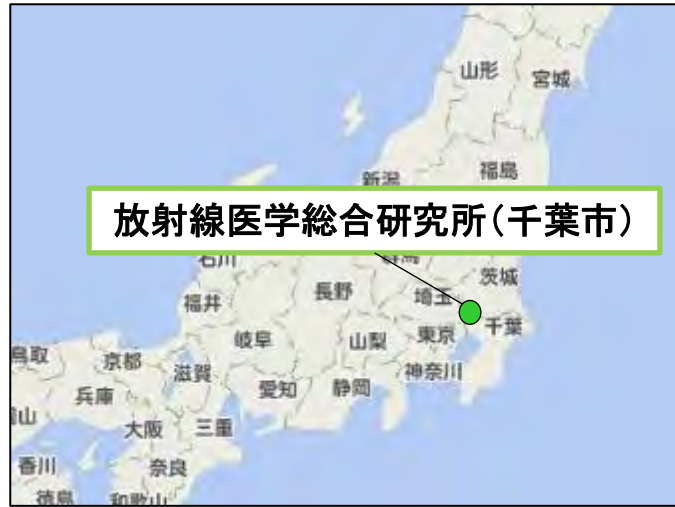 山形
宮城
新潟
福島
放射線医学総合研究所(千葉市)
石川
群馬
茨城
福井
長野
埼玉
千葉
岐阜
山梨
東京
鳥取
京都
滋賀
神奈川
兵庫
愛知
静岡
山
大阪
三重
香川
奈良
徳島
和歌山